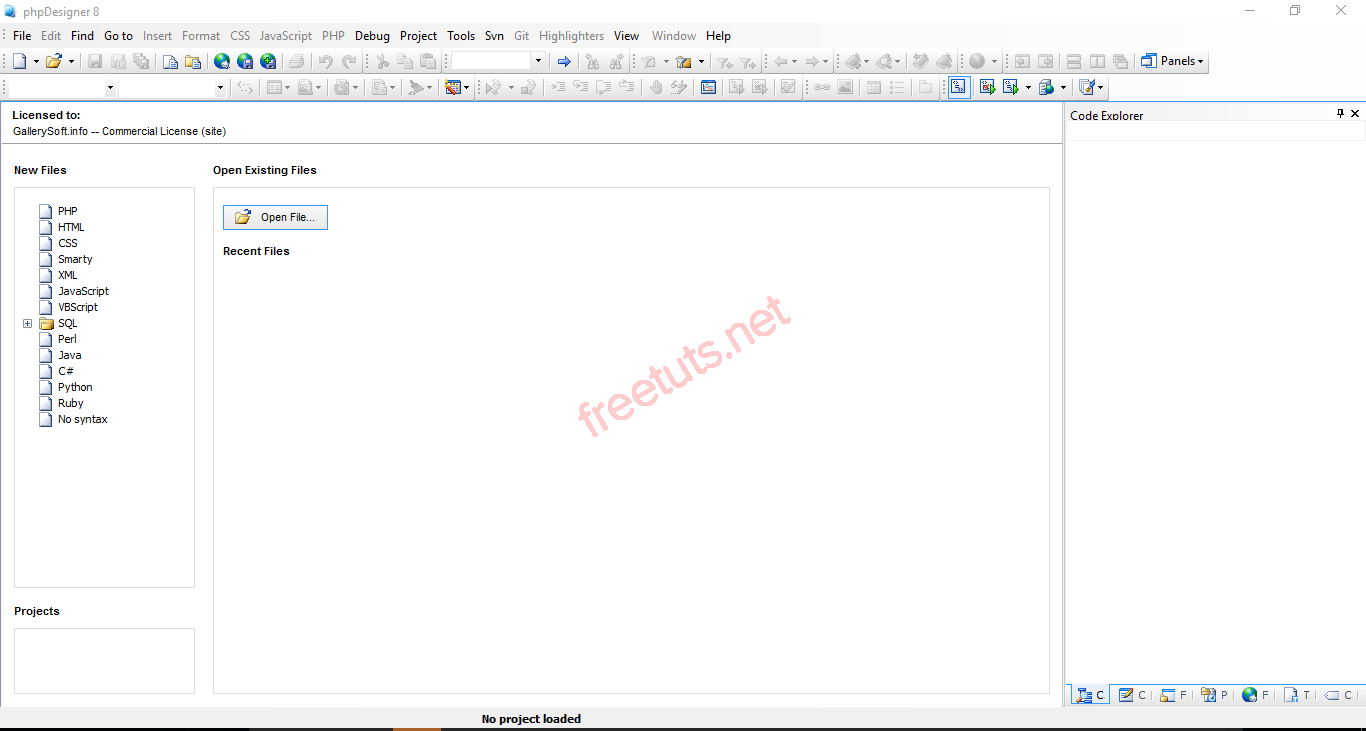 phpDesigner 8
File Edit Find Go to Insert Format CSS JavaScript PHP Debug Project Tools Svn Git Highlighters View Window Help
Panels
Licensed to:
GallerySoft.info -- Commercial License (site)
Code Explorer
New Files
Open Existing Files
PHP
HTML
CSS
Smarty
XML
JavaScript
VBScript
SQL
Perl
Java
C#
Python
Ruby
No syntax
Open File...
Recent Files
freetuts.net
Projects
C C F P F T C
No project loaded